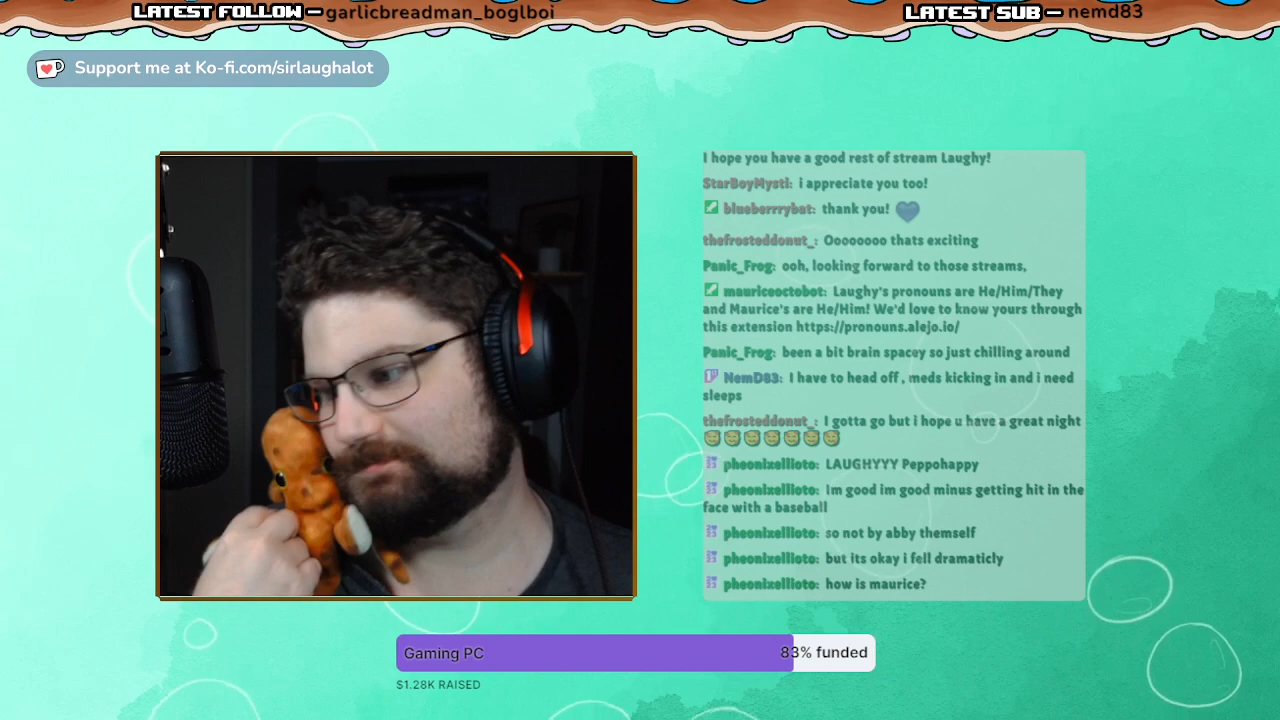 LATEST FOLLOW – garlicbreadman_boglboi
LATEST SUB – nemd83
Support me at Ko-fi.com/sirlaughalot
I hope you have a good rest of stream Laughy!
StarBoyMysti: i appreciate you too!
blueberrrybat: thank you!
thefrosteddonut_: Oooooooo thats exciting
Panic_Frog: ooh, looking forward to those streams,
mauriceoctobot: Laughy's pronouns are He/Him/They
and Maurice's are He/Him! We'd love to know yours through
this extension https://pronouns.alejo.io/
Panic_Frog: been a bit brain spacey so just chilling around
NemD83: I have to head off , meds kicking in and i need
sleeps
thefrosteddonut_: I gotta go but i hope u have a great night
pheonixellioto: LAUGHYYY Peppohappy
pheonixellioto: Im good im good minus getting hit in the
face with a baseball
pheonixellioto: so not by abby themself
pheonixellioto: but its okay i fell dramaticly
pheonixellioto: how is maurice?
Gaming PC
83% funded
$1.28K RAISED